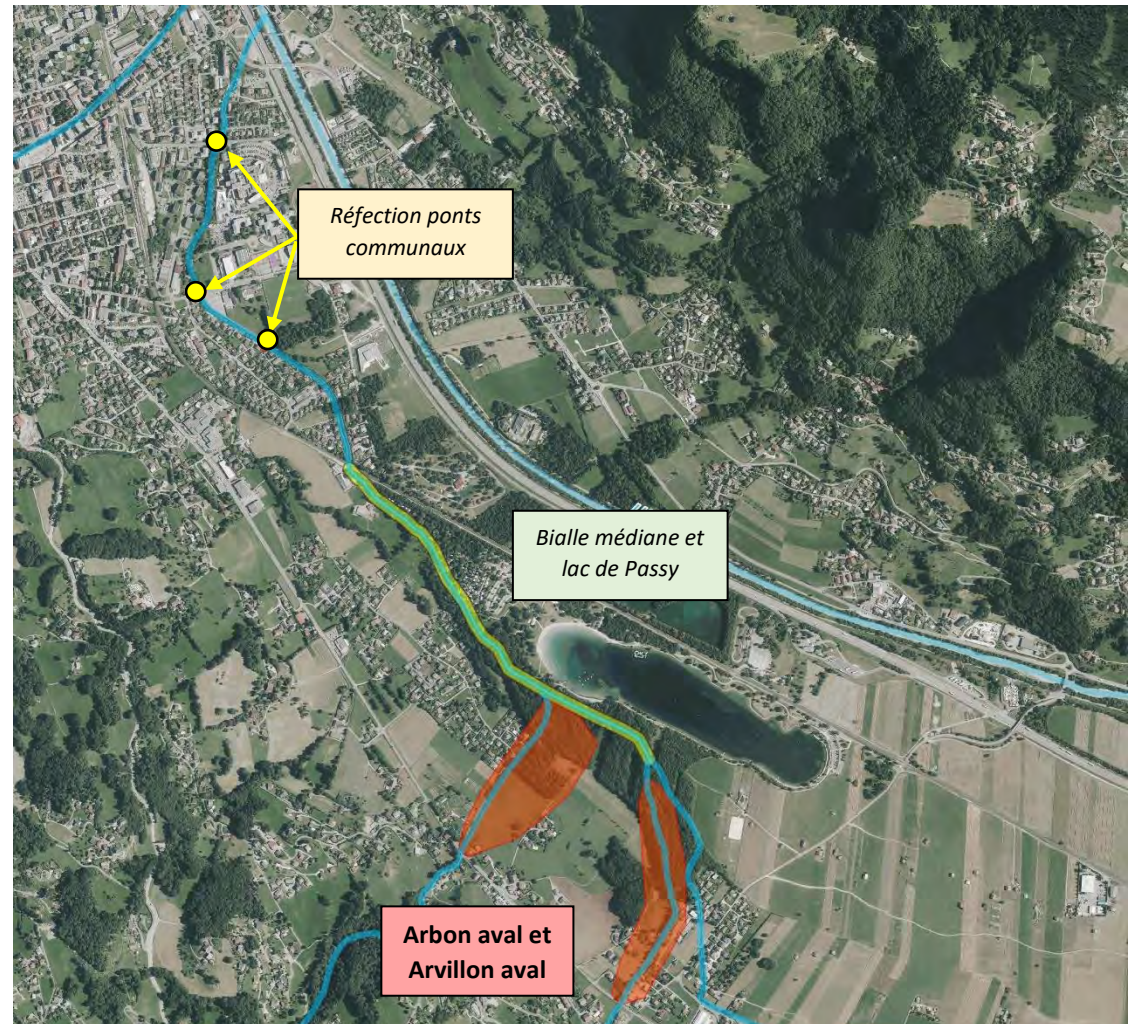 Réfection ponts
communaux
Bialle médiane et
lac de Passy
Arbon aval et
Arvillon aval